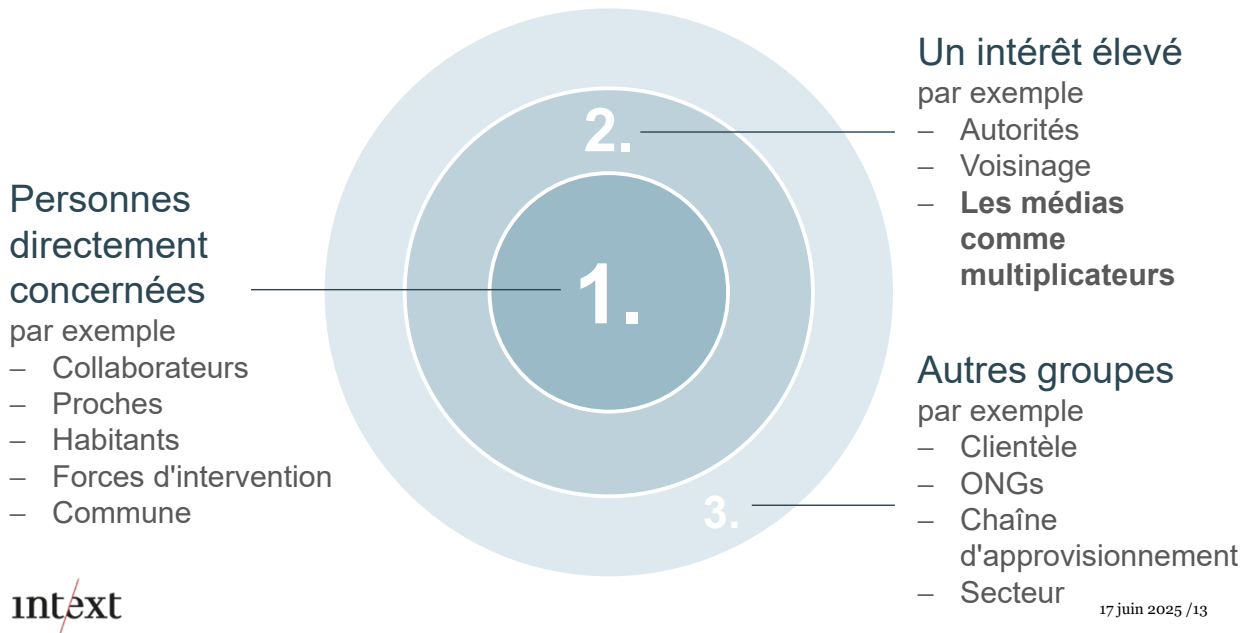 Personnes
directement
concernées
par exemple
– Collaborateurs
– Proches
– Habitants
– Forces d'intervention
– Commune
1.
2.
3.
Un intérêt élevé
par exemple
– Autorités
– Voisinage
– Les médias
comme
multiplicateurs
Autres groupes
par exemple
– Clientèle
– ONGs
– Chaîne
d'approvisionnement
– Secteur
intext
17 juin 2025 /13